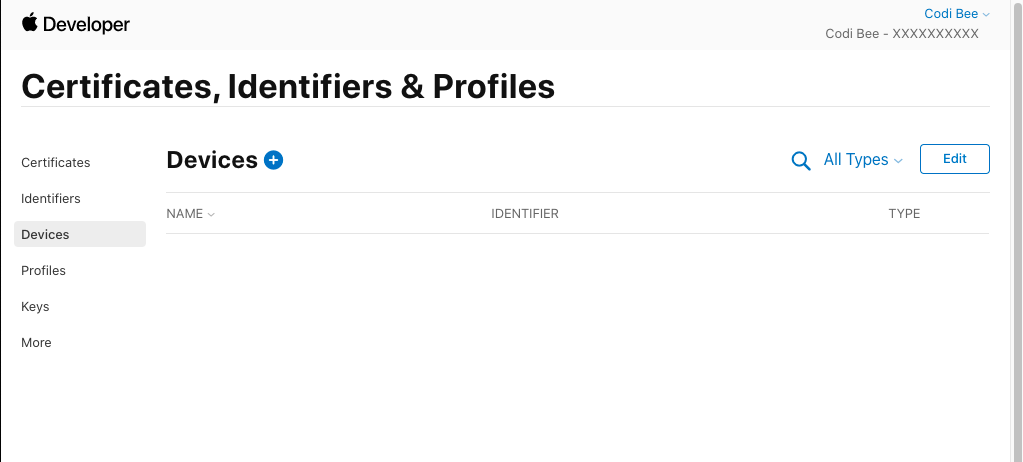 Developer
Codi Bee
Codi Bee - XXXXXXXXXX
Certificates, Identifiers & Profiles
Certificates
Identifiers
Devices
Profiles
Keys
More
Devices
All Types
Edit
NAME IDENTIFIER TYPE